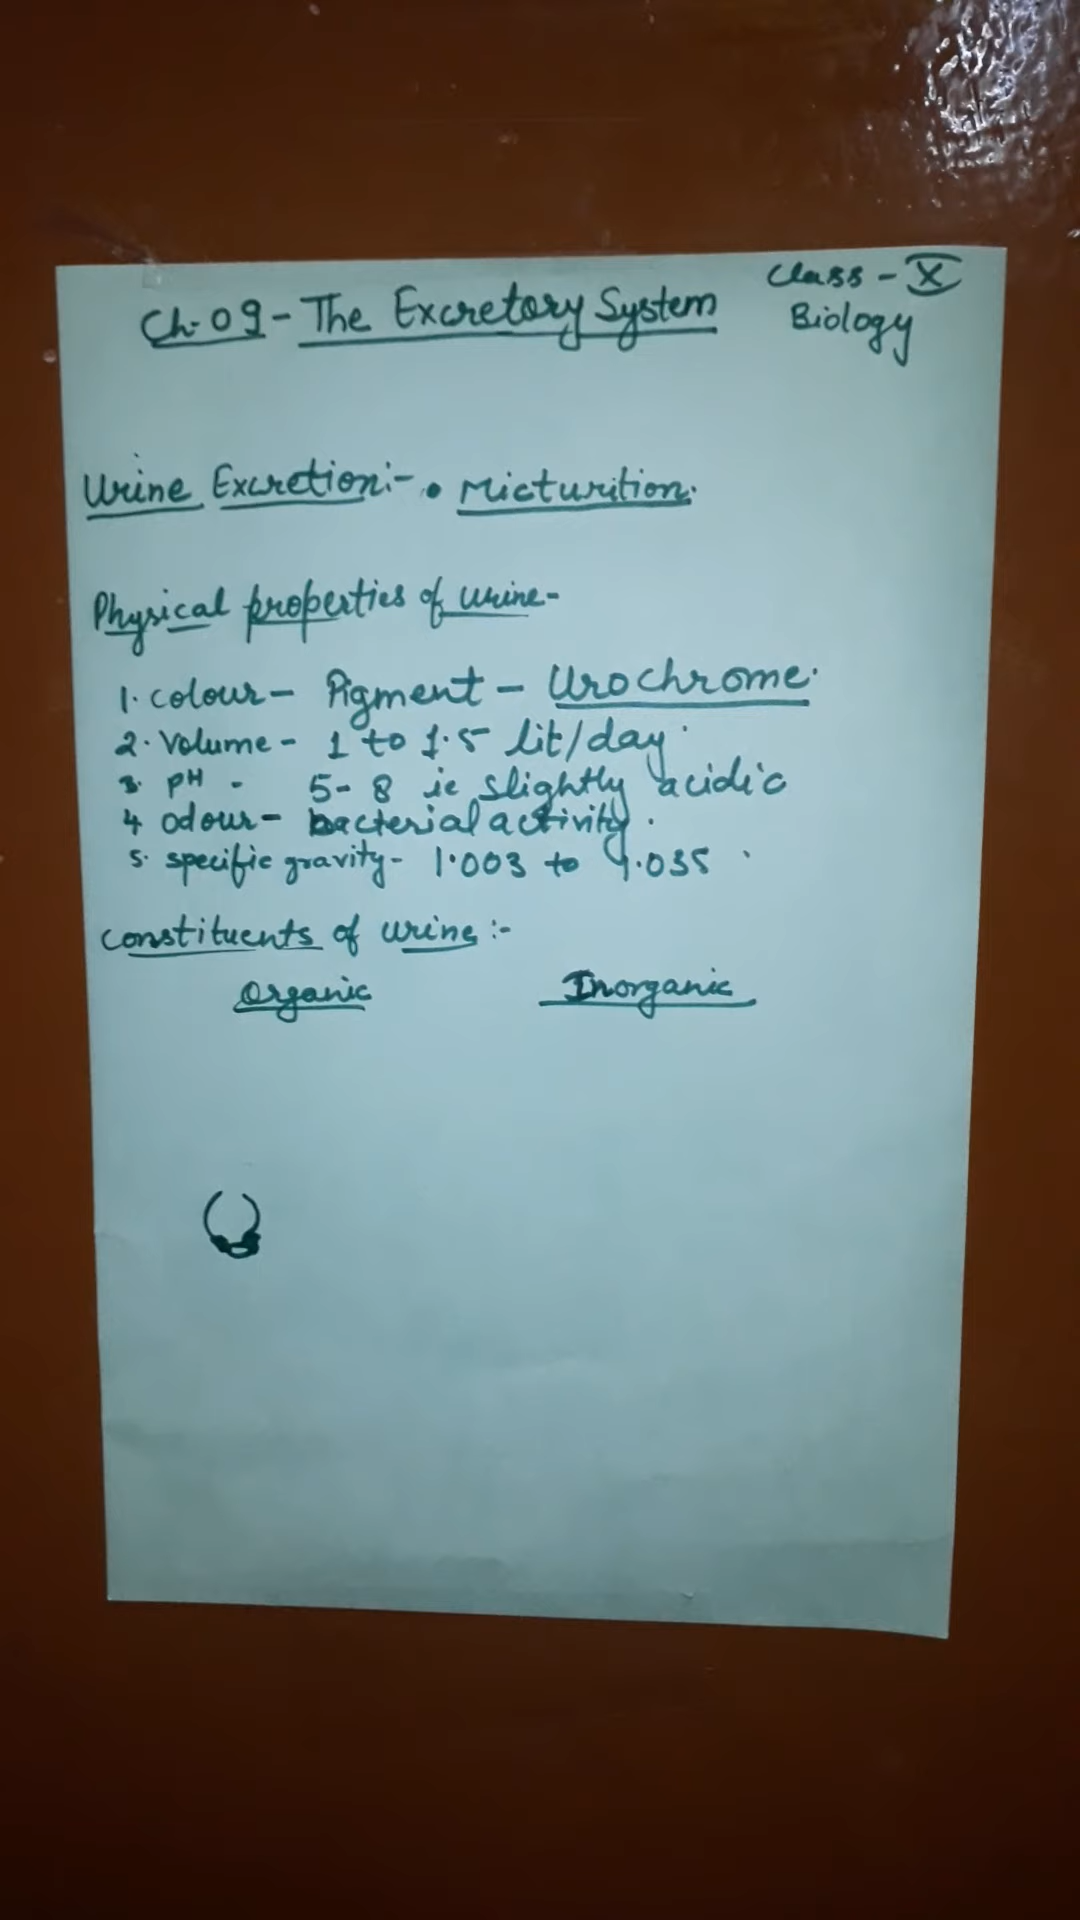 Ch-09 - The Excretory System
Class - X
Biology
Urine Excretion:- • Micturition.
Physical properties of urine-
1. colour - Pigment - Urochrome.
2. Volume - 1 to 1.5 lit/day.
3. pH - 5-8 ie slightly acidic
4 odour - bacterial activity.
5. specific gravity - 1.003 to 1.035
constituents of urine :-
Organic Inorganic